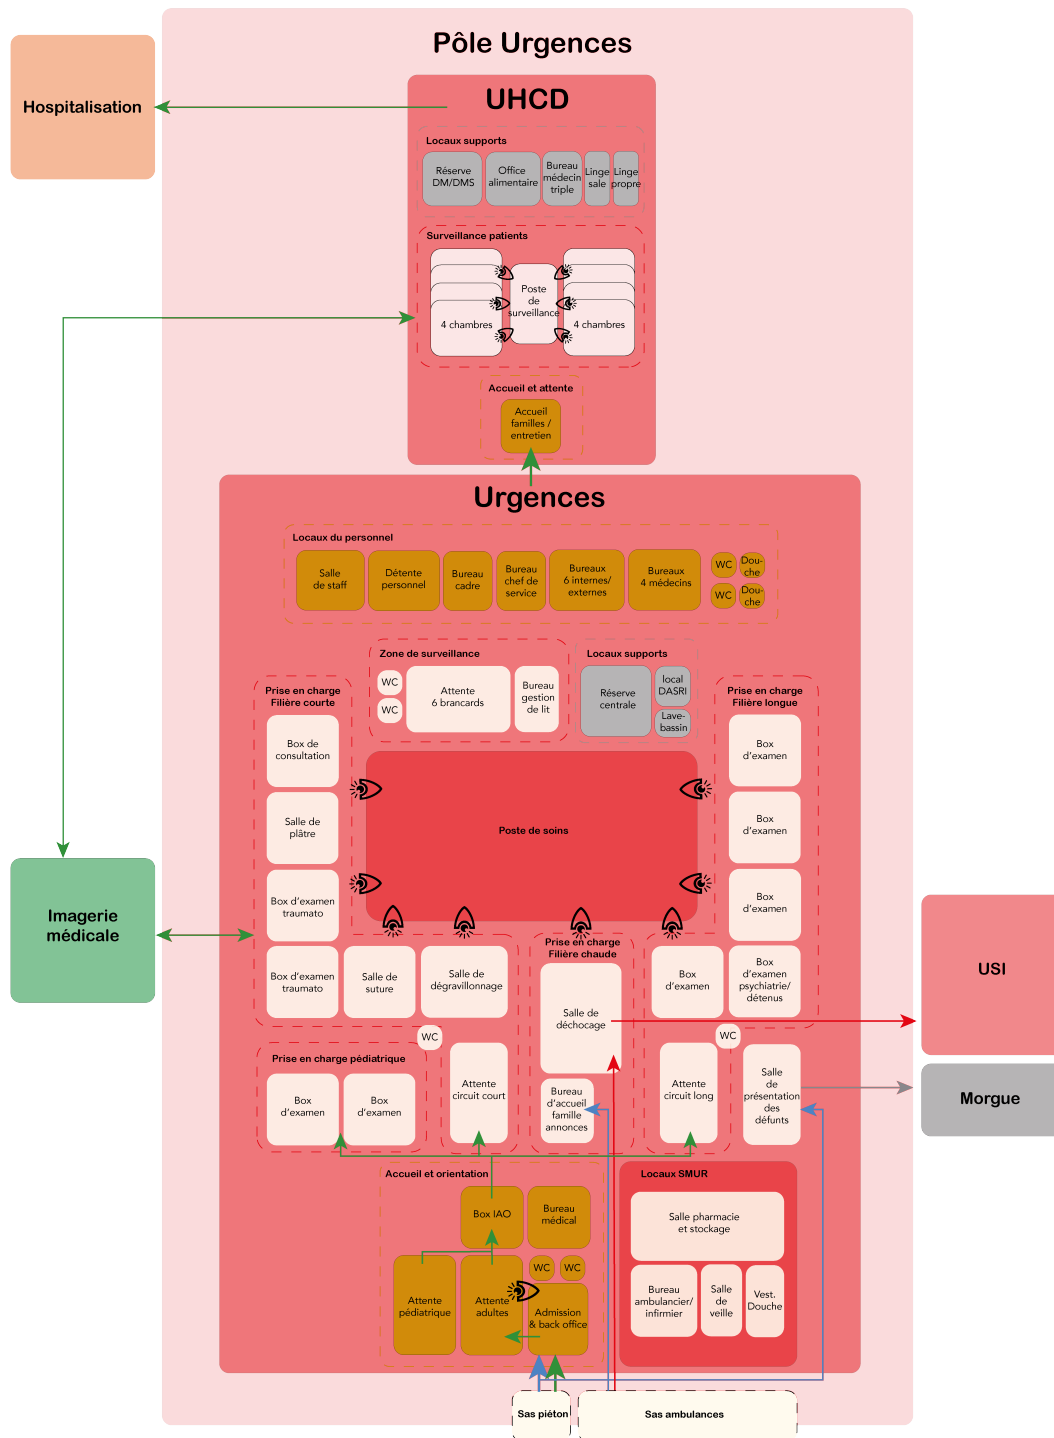 Pôle Urgences
Hospitalisation
UHCD
Locaux supports
Réserve
DM/DMS
Office
alimentaire
Bureau
médecin
triple
Linge
sale
Linge
propre
Surveillance patients
Poste
de
surveillance
4 chambres
4 chambres
Accueil et attente
Accueil
familles /
entretien
Urgences
Locaux du personnel
Salle
de staff
Détente
personnel
Bureau
cadre
Bureau
chef de
service
Bureaux
6 internes/
externes
Bureaux
4 médecins
WC
Dou-
che
WC
Dou-
che
Zone de surveillance
WC
WC
Attente
6 brancards
Bureau
gestion
de lit
Locaux supports
Réserve
centrale
local
DASRI
Lave-
bassin
Prise en charge
Filière courte
Box de
consultation
Salle de
plâtre
Box d'examen
traumato
Box d'examen
traumato
Salle de
suture
Salle de
dégravillonnage
Poste de soins
Prise en charge
Filière longue
Box
d'examen
Box
d'examen
Box
d'examen
Box
d'examen
Box
d'examen
psychiatrie/
détenus
Prise en charge
Filière chaude
Salle de
déchocage
Bureau
d'accueil
famille
annonces
Imagerie
médicale
USI
Morgue
WC
WC
Prise en charge pédiatrique
Box
d'examen
Box
d'examen
Attente
circuit court
Attente
circuit long
Salle
de
présentation
des
défunts
Accueil et orientation
Box IAO
Bureau
médical
Attente
pédiatrique
Attente
adultes
WC
WC
Admission
& back office
Locaux SMUR
Salle pharmacie
et stockage
Bureau
ambulancier/
infirmier
Salle
de
veille
Vest.
Douche
Sas piéton
Sas ambulances